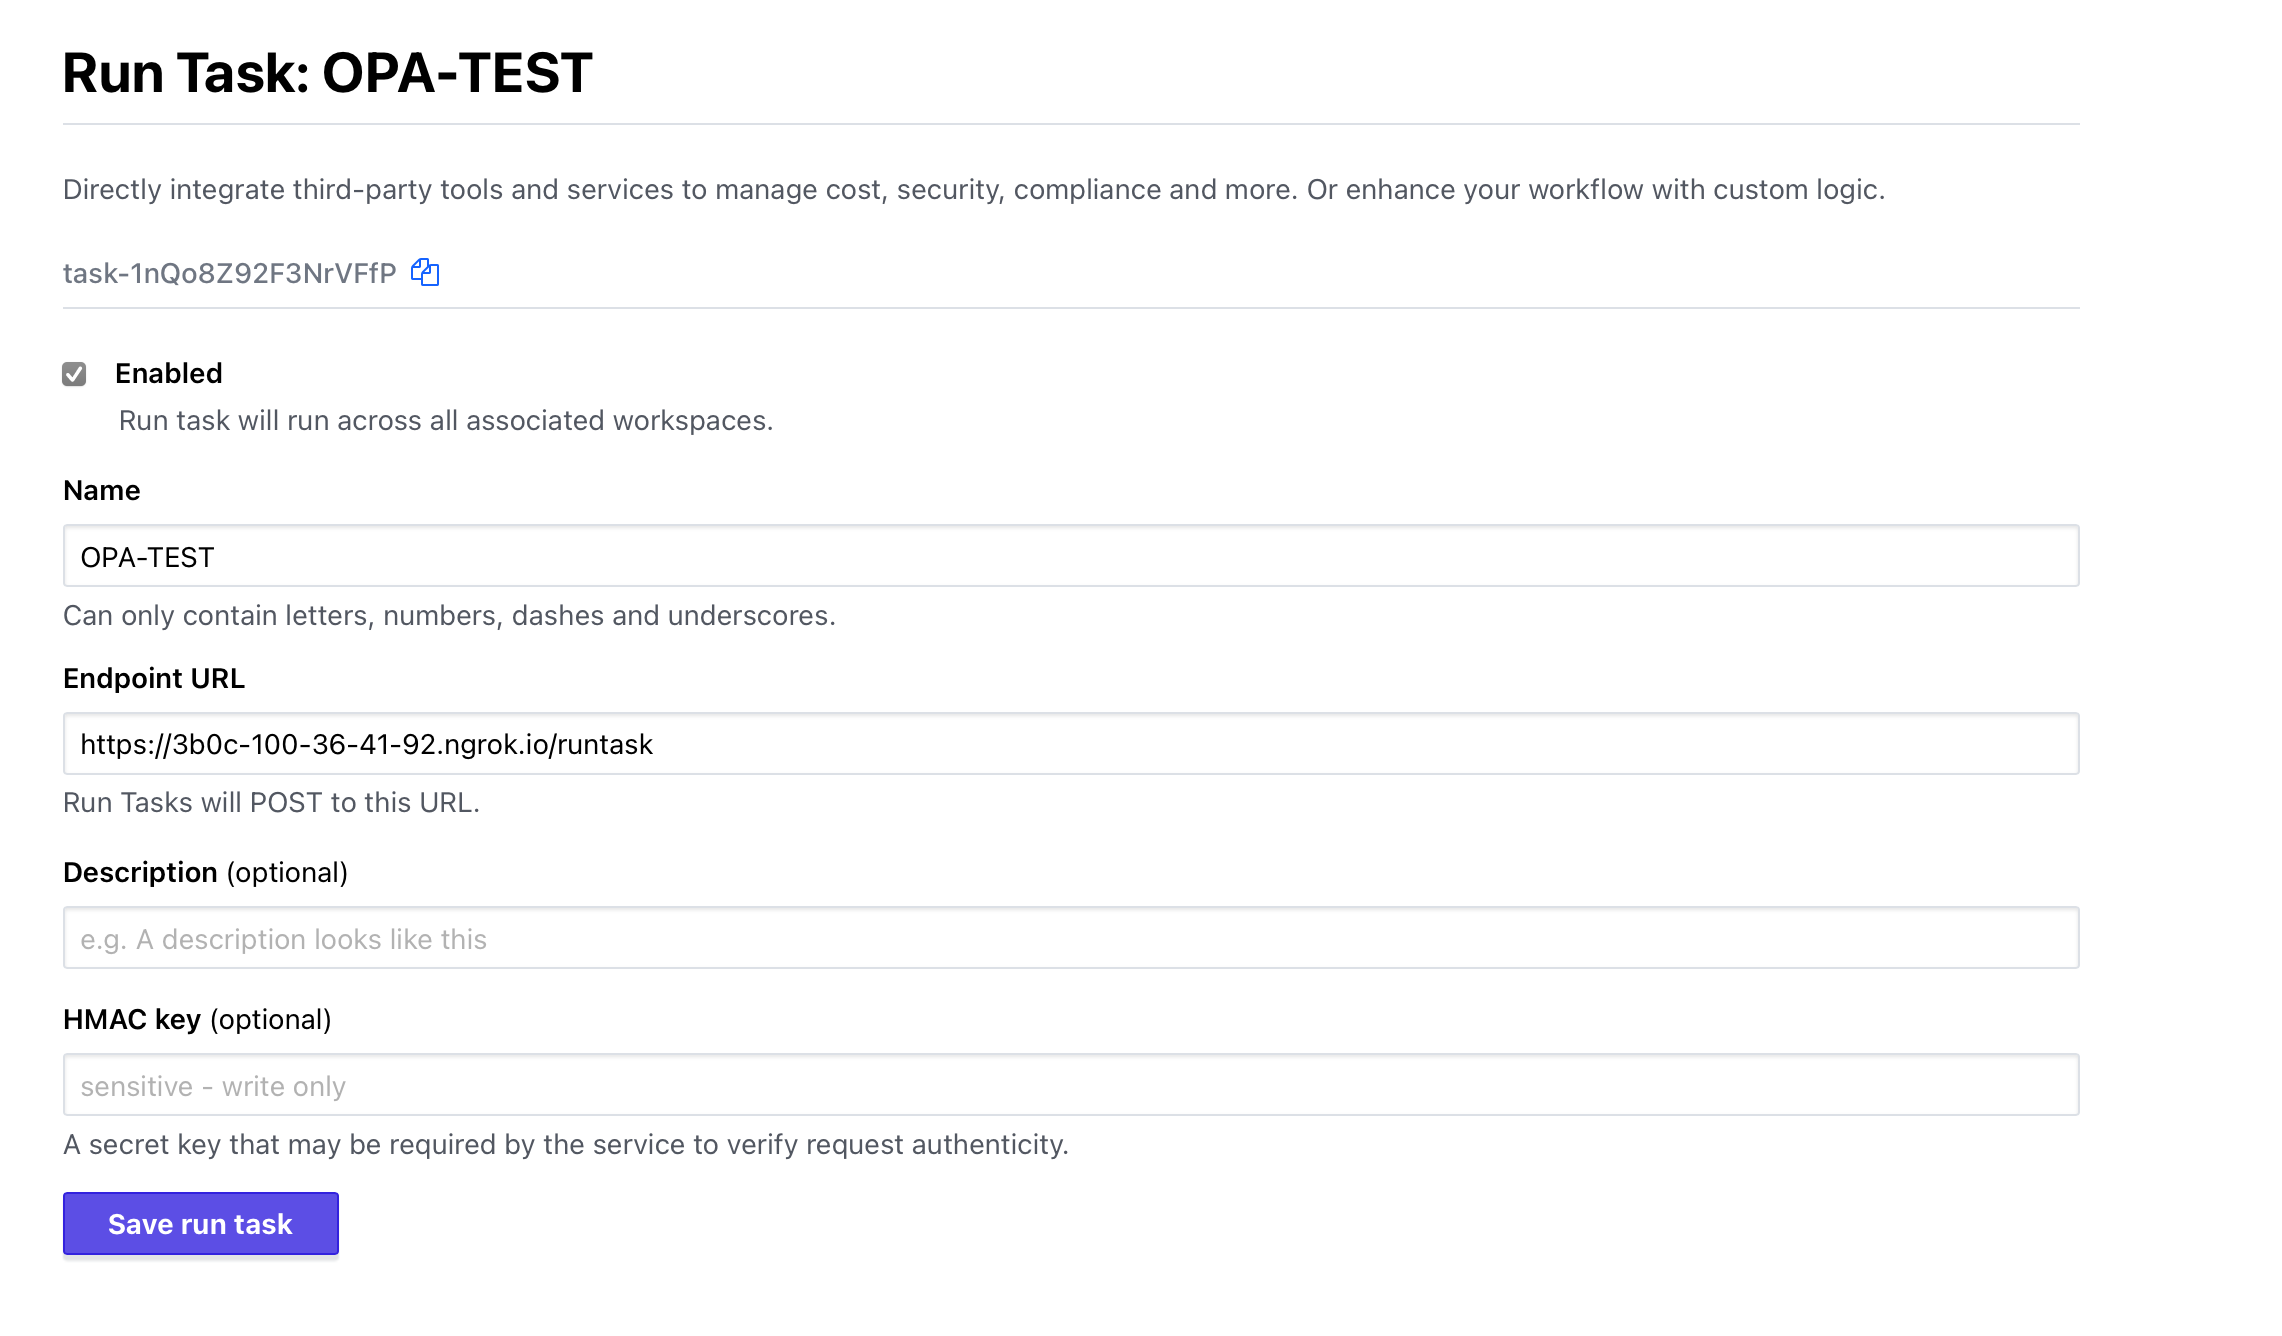 Run Task: OPA-TEST
Directly integrate third-party tools and services to manage cost, security, compliance and more. Or enhance your workflow with custom logic.
task-1nQo8Z92F3NrVFfP
Enabled
Run task will run across all associated workspaces.
Name
OPA-TEST
Can only contain letters, numbers, dashes and underscores.
Endpoint URL
https://3b0c-100-36-41-92.ngrok.io/runtask
Run Tasks will POST to this URL.
Description (optional)
e.g. A description looks like this
HMAC key (optional)
sensitive - write only
A secret key that may be required by the service to verify request authenticity.
Save run task